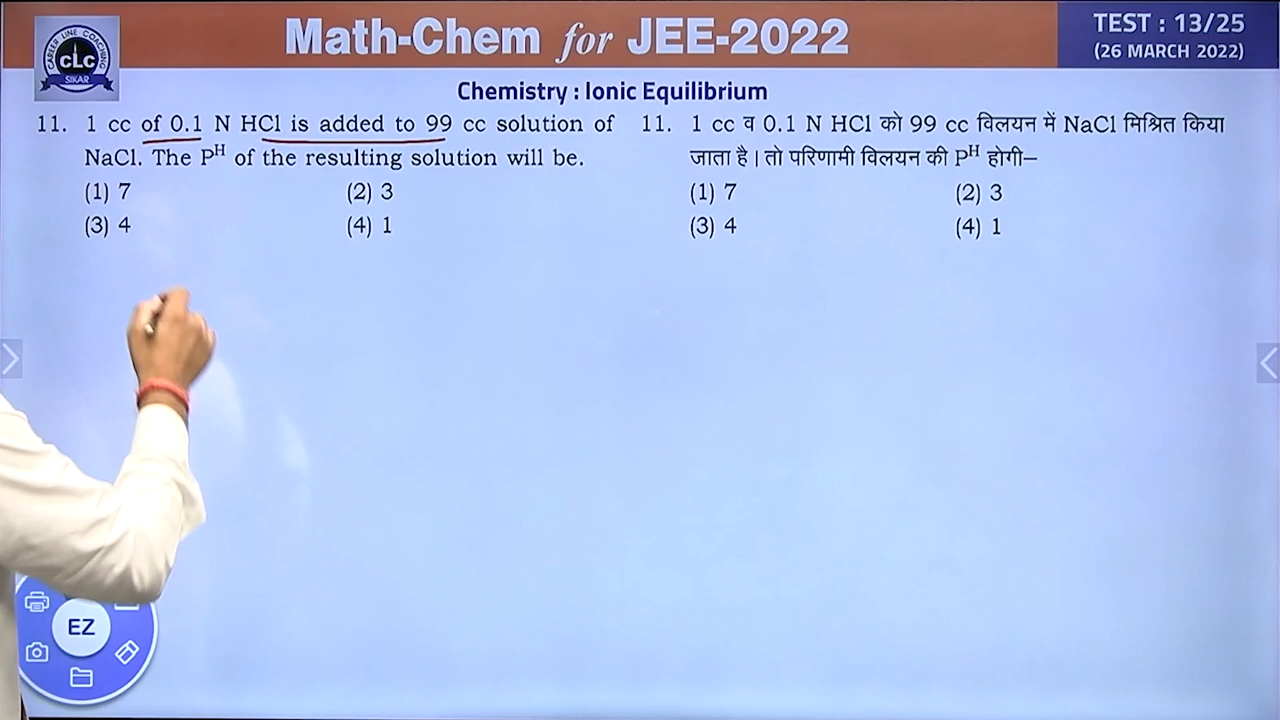 CAREER LINE COACHING
CLC
SIKAR
Math-Chem for JEE-2022
TEST : 13/25
(26 MARCH 2022)
Chemistry : Ionic Equilibrium
11. 1 cc of 0.1 N HCl is added to 99 cc solution of
NaCl. The Pᴴ of the resulting solution will be.
(1) 7 (2) 3
(3) 4 (4) 1
11. 1 cc व 0.1 N HCl को 99 cc विलयन में NaCl मिश्रित किया
जाता है। तो परिणामी विलयन की Pᴴ होगी–
(1) 7 (2) 3
(3) 4 (4) 1
EZ